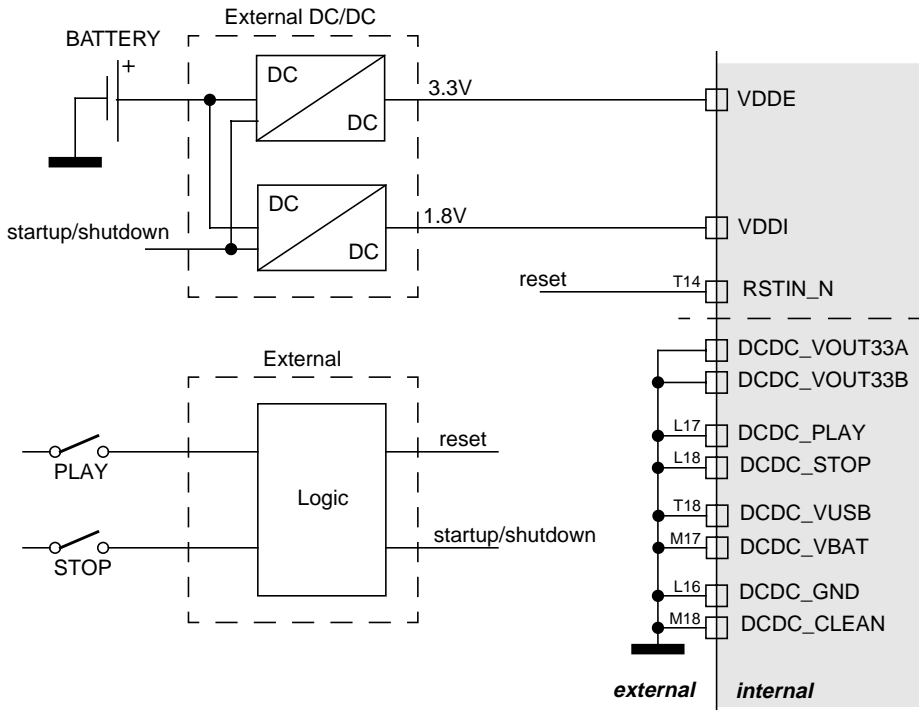 External DC/DC
BATTERY
+
DC
DC
3.3V
VDDE
DC
DC
1.8V
startup/shutdown
VDDI
reset
T14
RSTIN_N
DCDC_VOUT33A
DCDC_VOUT33B
External
PLAY
STOP
Logic
reset
startup/shutdown
L17
DCDC_PLAY
L18
DCDC_STOP
T18
DCDC_VUSB
M17
DCDC_VBAT
L16
DCDC_GND
M18
DCDC_CLEAN
external
internal